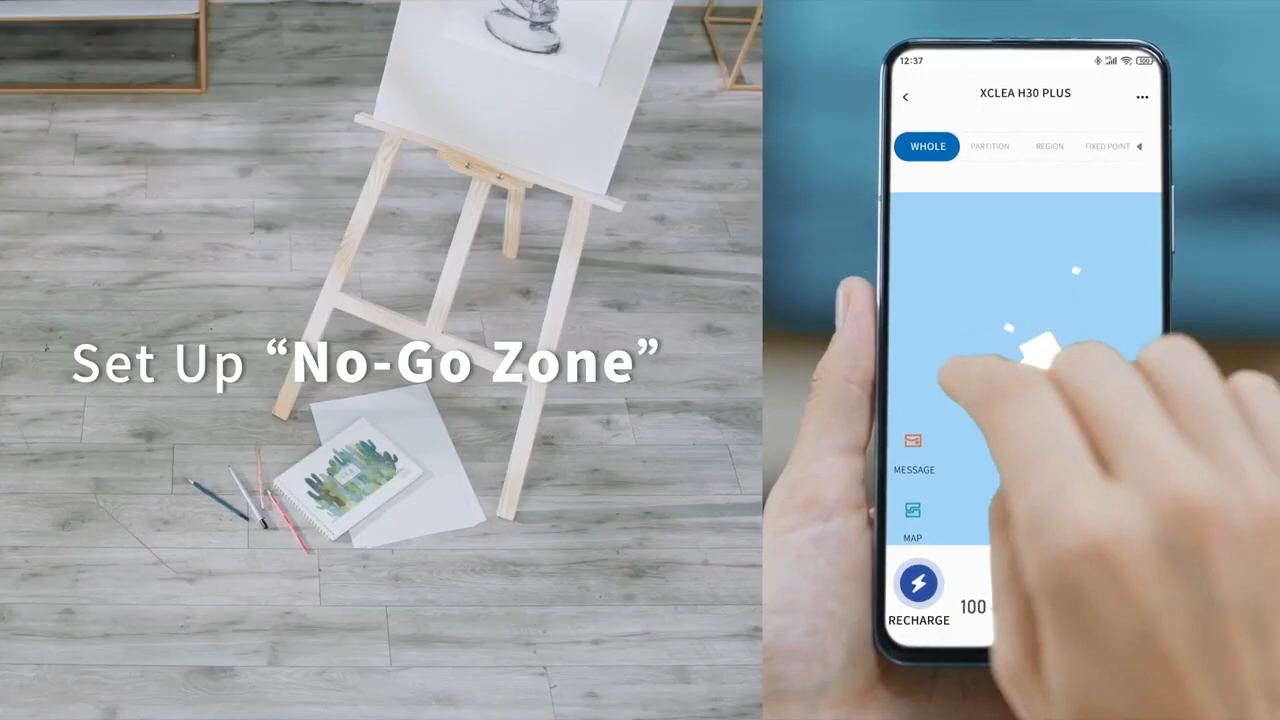 Set Up “No-Go Zone”
12:37
100
XCLEA H30 PLUS
WHOLE PARTITION REGION FIXED POINT
MESSAGE
MAP
100
RECHARGE